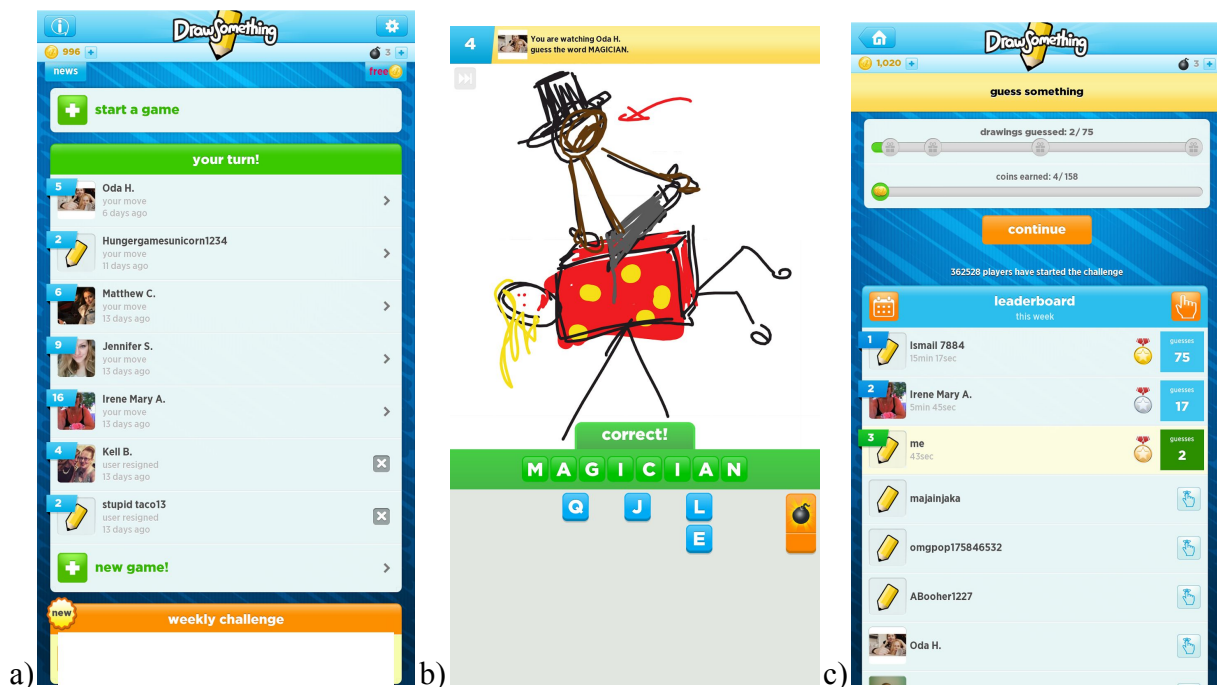 Draw Something
996
3
news
free
start a game
your turn!
5
Oda H.
your move
6 days ago
2
Hungergamesunicorn1234
your move
11 days ago
6
Matthew C.
your move
13 days ago
9
Jennifer S.
your move
13 days ago
16
Irene Mary A.
your move
13 days ago
4
Kell B.
user resigned
13 days ago
2
stupid taco13
user resigned
13 days ago
new game!
new
weekly challenge
a)
4
You are watching Oda H.
guess the word MAGICIAN.
correct!
M A G I C I A N
Q J L
E
b)
Draw Something
1,020
3
guess something
drawings guessed: 2/75
coins earned: 4/158
continue
362528 players have started the challenge
leaderboard
this week
1
Ismail 7884
15min 17sec
guesses
75
2
Irene Mary A.
5min 45sec
guesses
17
3
me
43sec
guesses
2
majainjaka
omgpop175846532
ABooher1227
Oda H.
c)